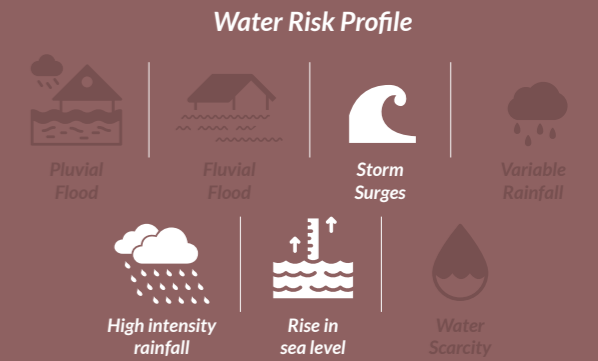 Water Risk Profile
Pluvial
Flood
Fluvial
Flood
Storm
Surges
Variable
Rainfall
High intensity
rainfall
Rise in
sea level
Water
Scarcity